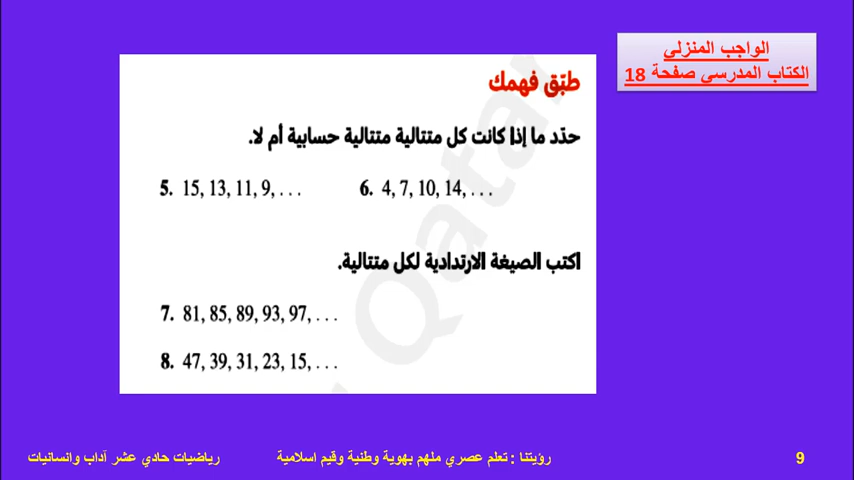 الواجب المنزلي
الكتاب المدرسي صفحة 18
طبّق فهمك
حدّد ما إذا كانت كل متتالية متتالية حسابية أم لا.
5. 15, 13, 11, 9, . . .
6. 4, 7, 10, 14, . . .
اكتب الصيغة الارتدادية لكل متتالية.
7. 81, 85, 89, 93, 97, . . .
8. 47, 39, 31, 23, 15, . . .
Qatar
رياضيات حادي عشر آداب وانسانيات
رؤيتنا : تعلم عصري ملهم بهوية وطنية وقيم اسلامية
9